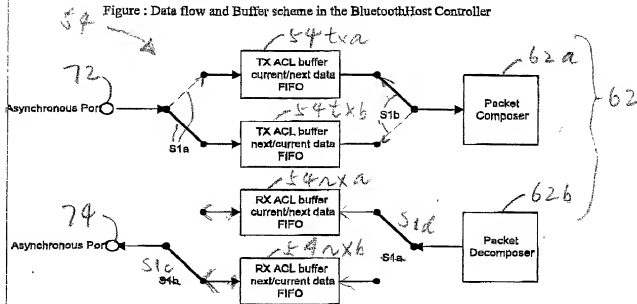 Figure : Data flow and Buffer scheme in the BluetoothHost Controller
54
54txa
62a
72
TX ACL buffer
current/next data
FIFO
62
Asynchronous Por
54txb
S1b
Packet
Composer
S1a
TX ACL buffer
next/current data
FIFO
54rxa
62b
74
RX ACL buffer
current/next data
FIFO
S1d
Asynchronous Por
54rxb
S1a
Packet
Decomposer
S1c
S1b
RX ACL buffer
next/current data
FIFO